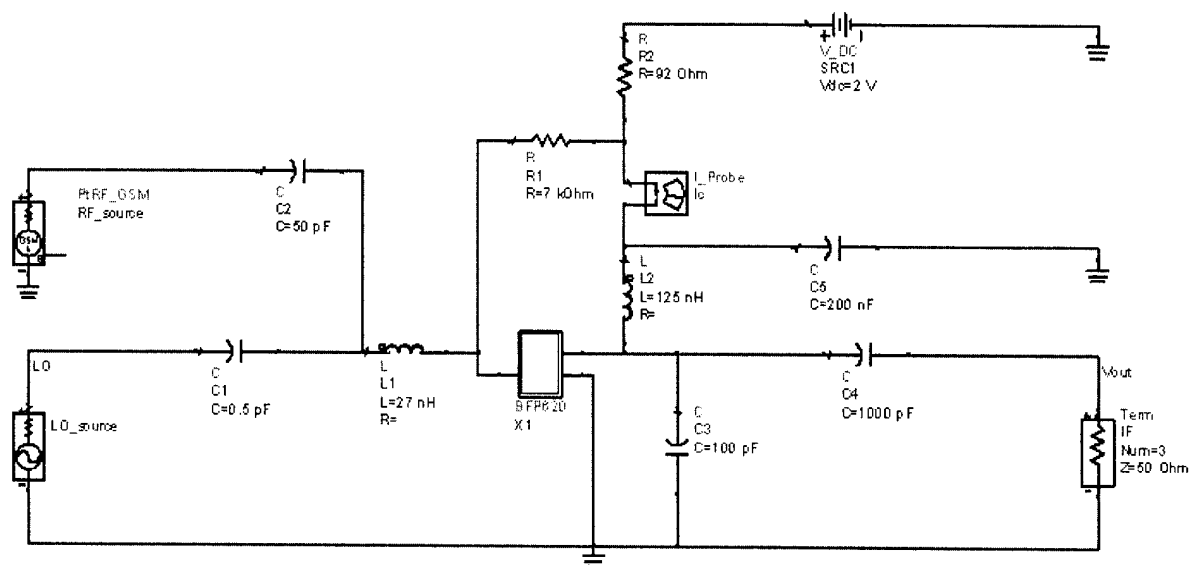 R
R2
R=92 Ohm
+
V_DC
SRC1
Vdc=2 V
R
R1
R=7 kOhm
I_Probe
Ic
PtRF_GSM
RF_source
C
C2
C=50 pF
GSM
L
L2
L=125 nH
R=
C
C5
C=200 nF
LO
C
C1
C=0.5 pF
L
L1
L=27 nH
R=
BFP620
X1
C
C4
C=1000 pF
Vout
LO_source
C
C3
C=100 pF
Term
IF
Num=3
Z=50 Ohm